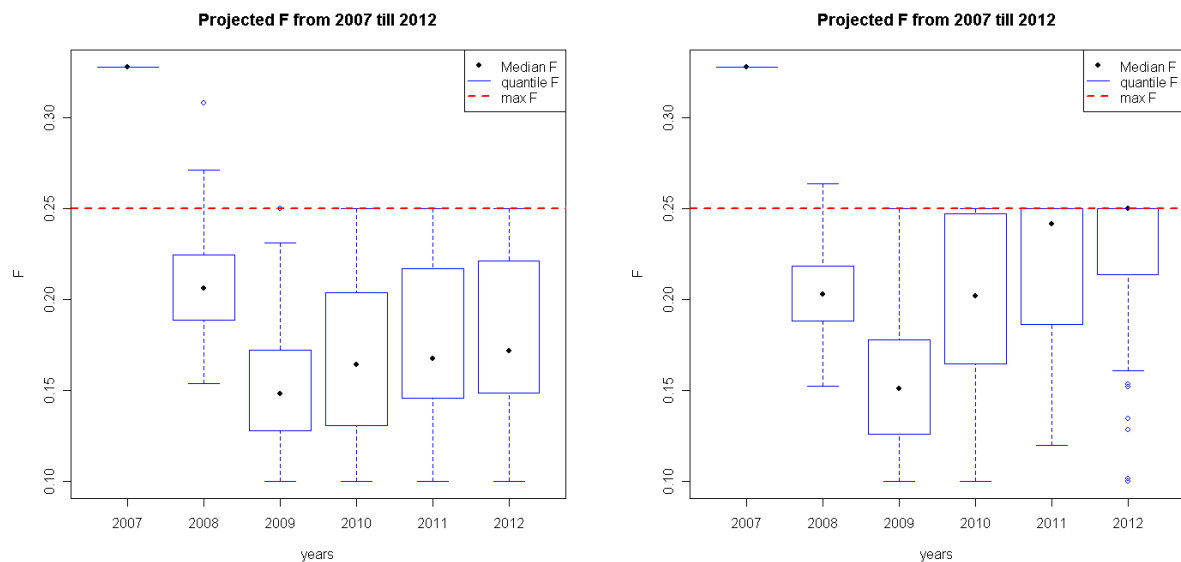 Projected F from 2007 till 2012
Median F
quantile F
max F
0.30
0.25
0.20
0.15
0.10
F
2007 2008 2009 2010 2011 2012
years
Projected F from 2007 till 2012
Median F
quantile F
max F
0.30
0.25
0.20
0.15
0.10
F
2007 2008 2009 2010 2011 2012
years